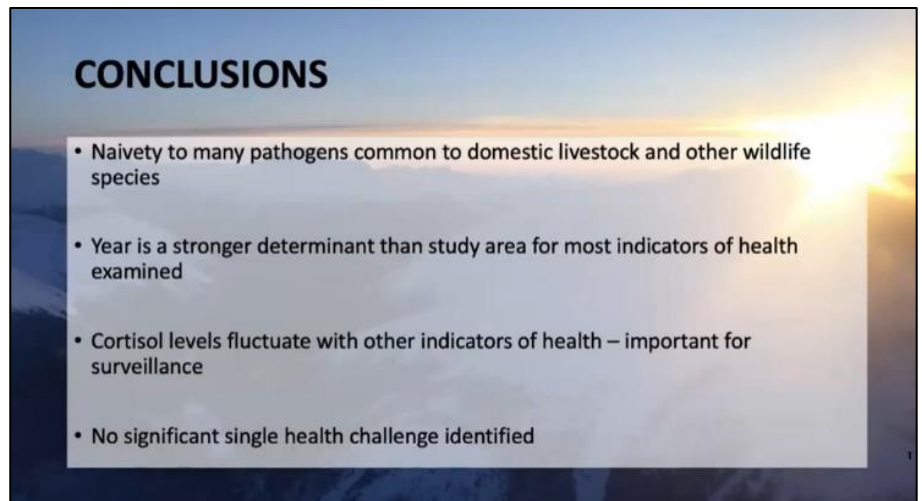 CONCLUSIONS
• Naivety to many pathogens common to domestic livestock and other wildlife
species
• Year is a stronger determinant than study area for most indicators of health
examined
• Cortisol levels fluctuate with other indicators of health – important for
surveillance
• No significant single health challenge identified
1